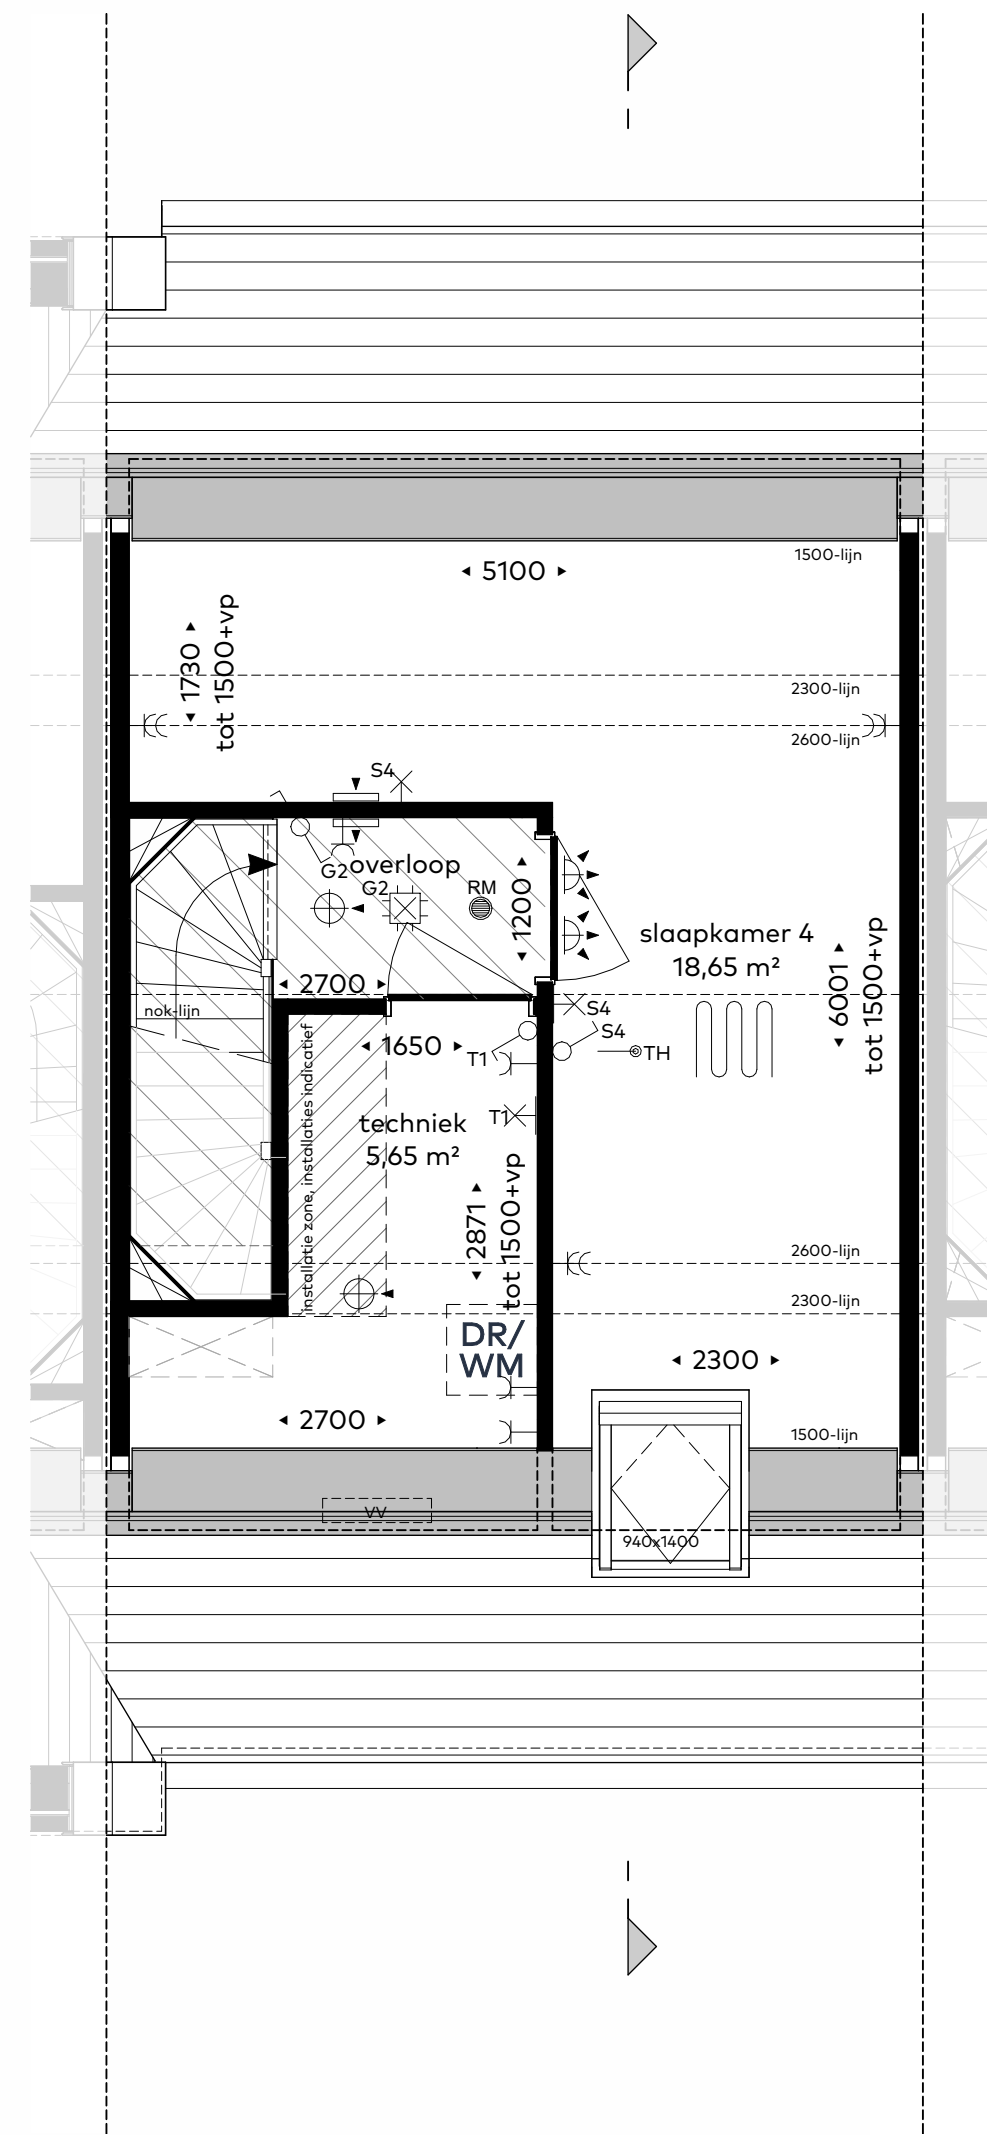 1500-lijn
5100
1730
tot 1500+vp
2300-lijn
2600-lijn
S4
G2
overloop
G2
RM
1200
slaapkamer 4
18,65 m²
6001
tot 1500+vp
2700
nok-lijn
S4
S4
1650
T1
TH
installatie zone, installaties indicatief
T1
techniek
5,65 m²
2871
tot 1500+vp
2600-lijn
2300-lijn
DR/
WM
2300
2700
1500-lijn
VV
940x1400